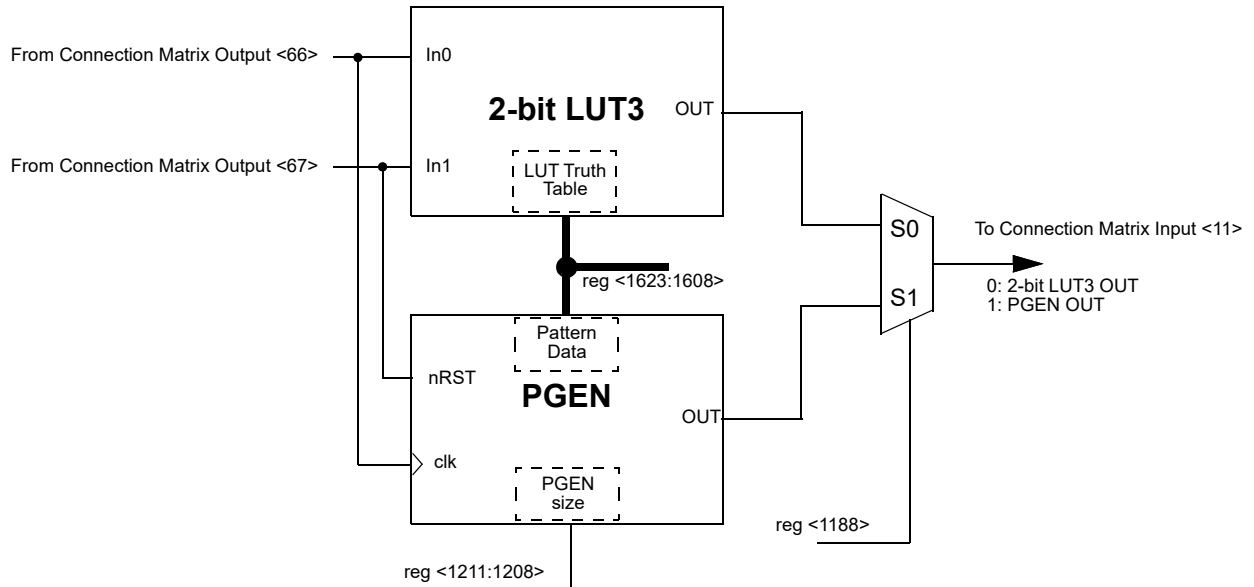 From Connection Matrix Output <66>
In0
2-bit LUT3
OUT
From Connection Matrix Output <67>
In1
LUT Truth
Table
S0
To Connection Matrix Input <11>
reg <1623:1608>
0: 2-bit LUT3 OUT
1: PGEN OUT
S1
Pattern
Data
nRST
PGEN
OUT
clk
PGEN
size
reg <1188>
reg <1211:1208>